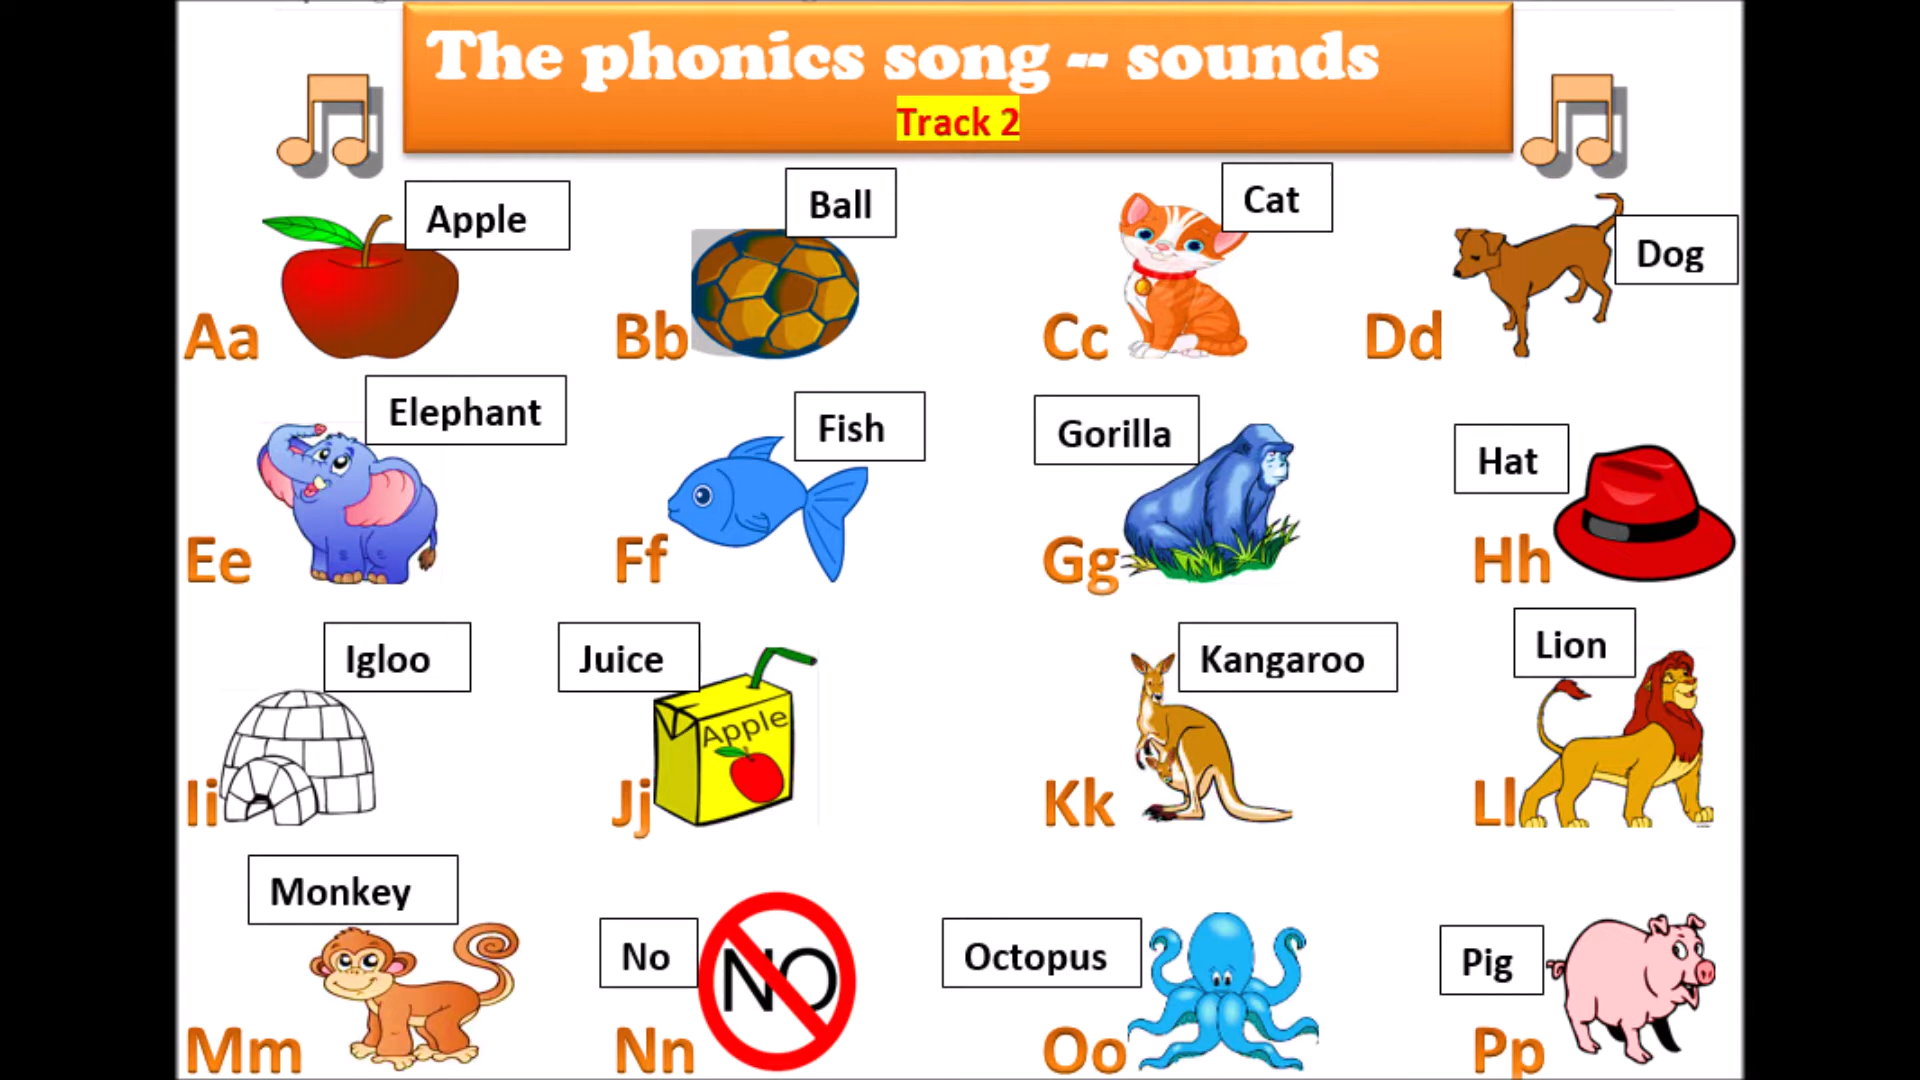 The phonics song -- sounds
Track 2
Apple
Aa
Ball
Bb
Cat
Cc
Dog
Dd
Elephant
Ee
Fish
Ff
Gorilla
Gg
Hat
Hh
Igloo
Ii
Juice
Apple
Jj
Kangaroo
Kk
Lion
Ll
Monkey
Mm
No
NO
Nn
Octopus
Oo
Pig
Pp